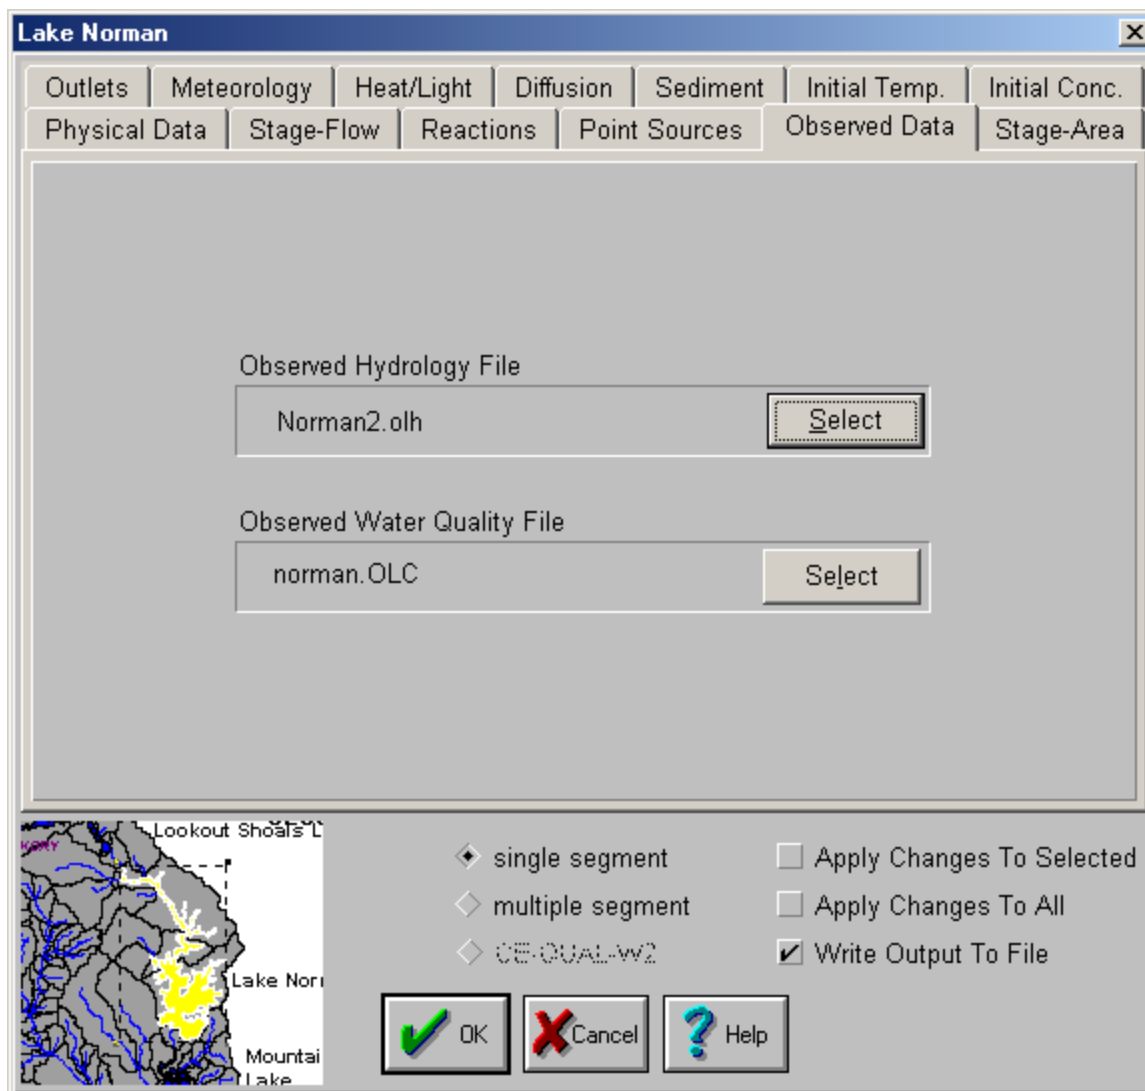 Lake Norman
Outlets Meteorology Heat/Light Diffusion Sediment Initial Temp. Initial Conc.
Physical Data Stage-Flow Reactions Point Sources Observed Data Stage-Area
Observed Hydrology File
Norman2.olh Select
Observed Water Quality File
norman.OLC Select
Lookout Shoals L
Lake Nor
Mountai
Lake
single segment Apply Changes To Selected
multiple segment Apply Changes To All
CE-QUAL-W2 Write Output To File
OK Cancel Help